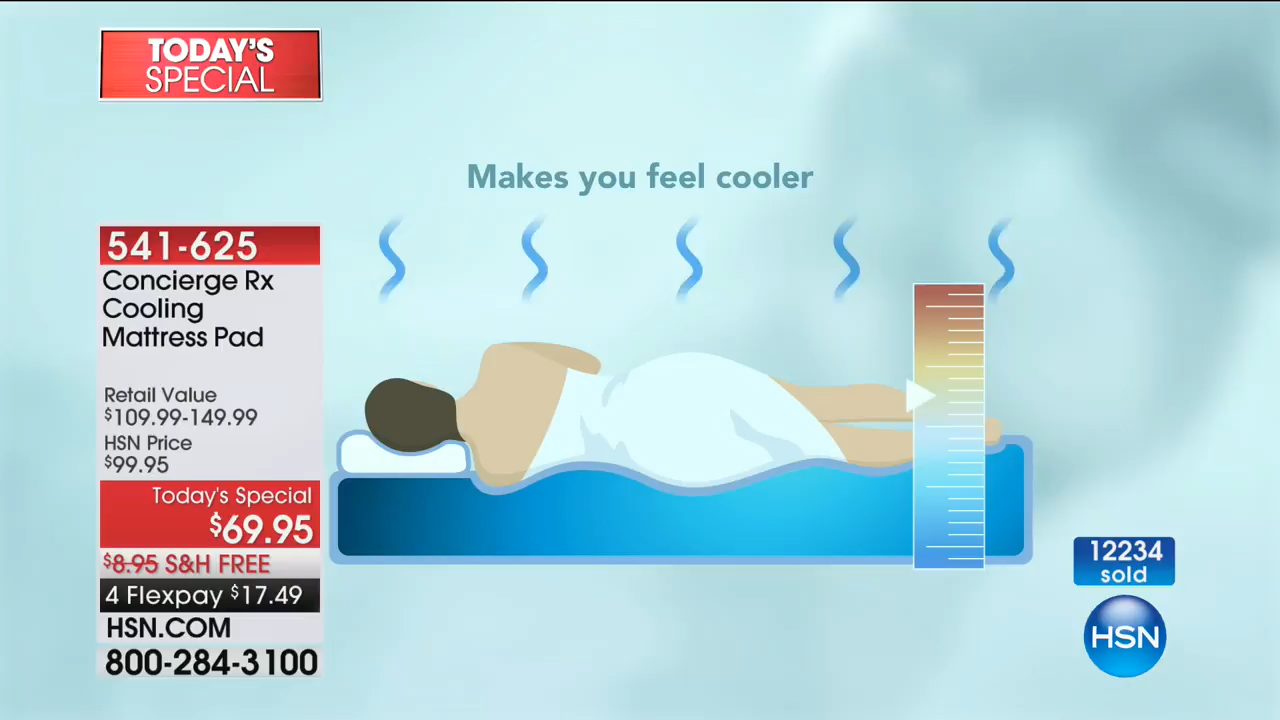 TODAY'S
SPECIAL
Makes you feel cooler
541-625
Concierge Rx
Cooling
Mattress Pad
Retail Value
$109.99-149.99
HSN Price
$99.95
Today's Special
$69.95
$8.95 S&H FREE
4 Flexpay $17.49
HSN.COM
800-284-3100
12234
sold
HSN